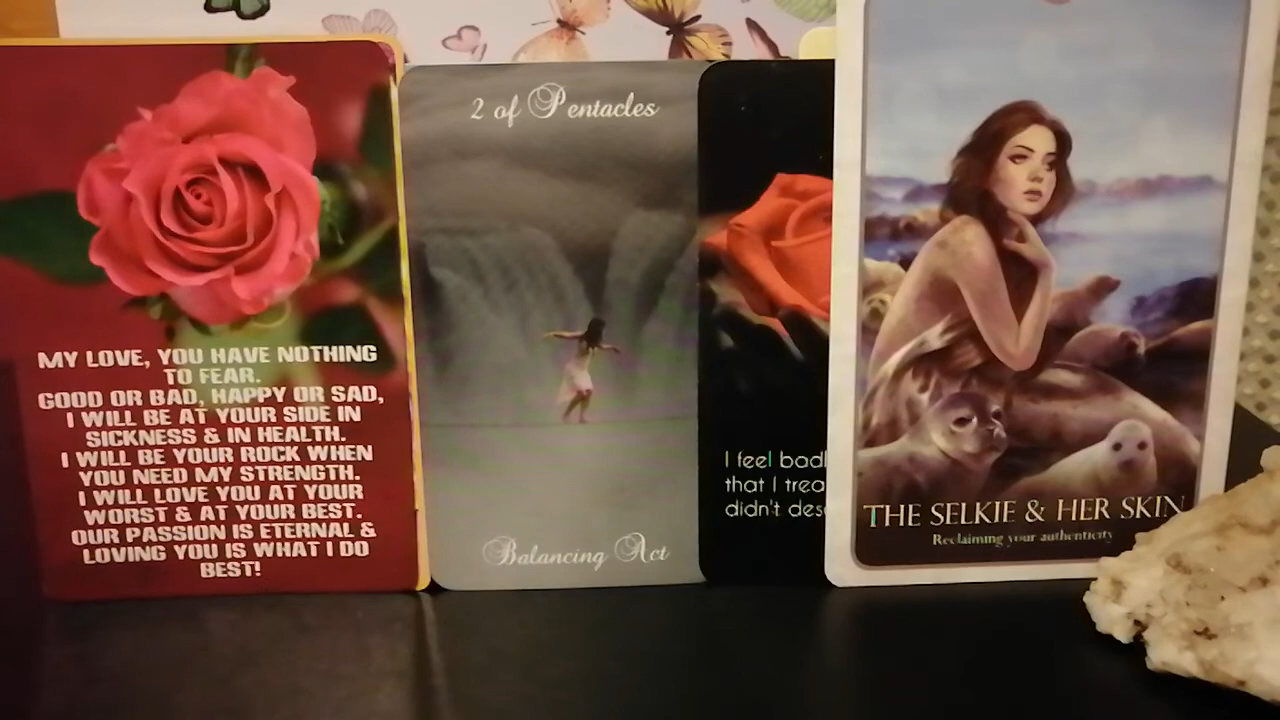 MY LOVE, YOU HAVE NOTHING
TO FEAR.
GOOD OR BAD, HAPPY OR SAD,
I WILL BE AT YOUR SIDE IN
SICKNESS & IN HEALTH.
I WILL BE YOUR ROCK WHEN
YOU NEED MY STRENGTH.
I WILL LOVE YOU AT YOUR
WORST & AT YOUR BEST.
OUR PASSION IS ETERNAL &
LOVING YOU IS WHAT I DO
BEST!
2 of Pentacles
Balancing Act
I feel
that I
didn't
THE SELKIE & HER SKIN
Reclaiming your authenticity